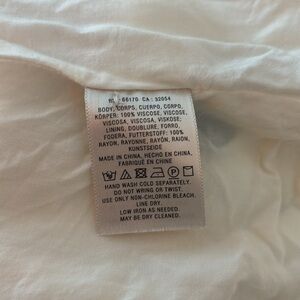 RN : 66170 CA : 32054
BODY, CORPS, CUERPO, CORPO,
KÖRPER: 100% VISCOSE, VISCOSE,
VISCOSA, VISCOSA, VISKOSE;
LINING, DOUBLURE, FORRO,
FODERA, FUTTERSTOFF: 100%
RAYON, RAYONNE, RAYÓN, RAION,
KUNSTSEIDE
MADE IN CHINA, HECHO EN CHINA,
FABRIQUÉ EN CHINE
P
HAND WASH COLD SEPARATELY.
DO NOT WRING OR TWIST.
USE ONLY NON-CHLORINE BLEACH.
LINE DRY.
LOW IRON AS NEEDED.
MAY BE DRY CLEANED.